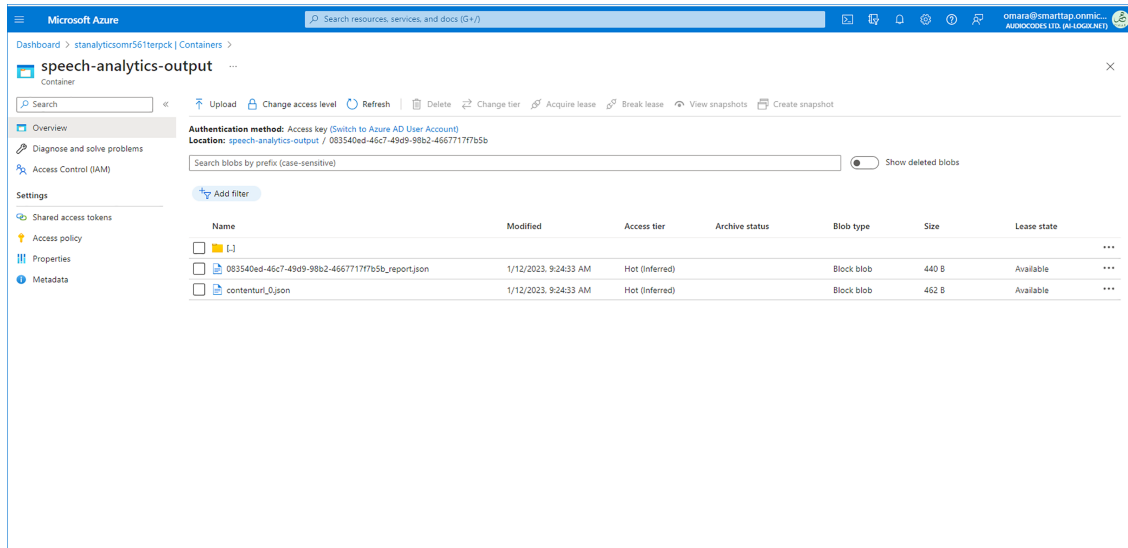 Microsoft Azure
Search resources, services, and docs (G+/)
omara@smarttap.onmic...
AUDIOCODES LTD. (AI-LOGIX.NET)
Dashboard > stanalyticsomr561terpck | Containers >
speech-analytics-output ...
Container
Search
Upload Change access level Refresh Delete Change tier Acquire lease Break lease View snapshots Create snapshot
Overview
Diagnose and solve problems
Access Control (IAM)
Settings
Shared access tokens
Access policy
Properties
Metadata
Authentication method: Access key (Switch to Azure AD User Account)
Location: speech-analytics-output / 083540ed-46c7-49d9-98b2-4667717f7b5b
Search blobs by prefix (case-sensitive)
Show deleted blobs
Add filter
Name Modified Access tier Archive status Blob type Size Lease state
[..]
083540ed-46c7-49d9-98b2-4667717f7b5b_report.json 1/12/2023, 9:24:33 AM Hot (Inferred) Block blob 440 B Available
contenturl_0.json 1/12/2023, 9:24:33 AM Hot (Inferred) Block blob 462 B Available